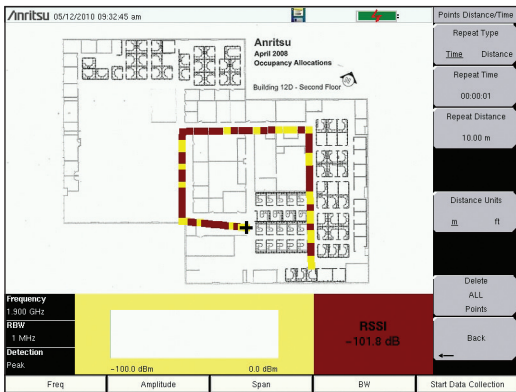 /Inritsu 05/12/2010 09:32:45 am
Points Distance/Time
Repeat Type
Time Distance
Repeat Time
00:00:01
Repeat Distance
10.00 m
Distance Units
m ft
Delete
ALL
Points
Back
Anritsu
April 2008
Occupancy Allocations
Building 12D - Second Floor
Frequency
1.900 GHz
RBW
1 MHz
Detection
Peak
-100.0 dBm 0.0 dBm
RSSI
-101.8 dB
Freq Amplitude Span BW Start Data Collection